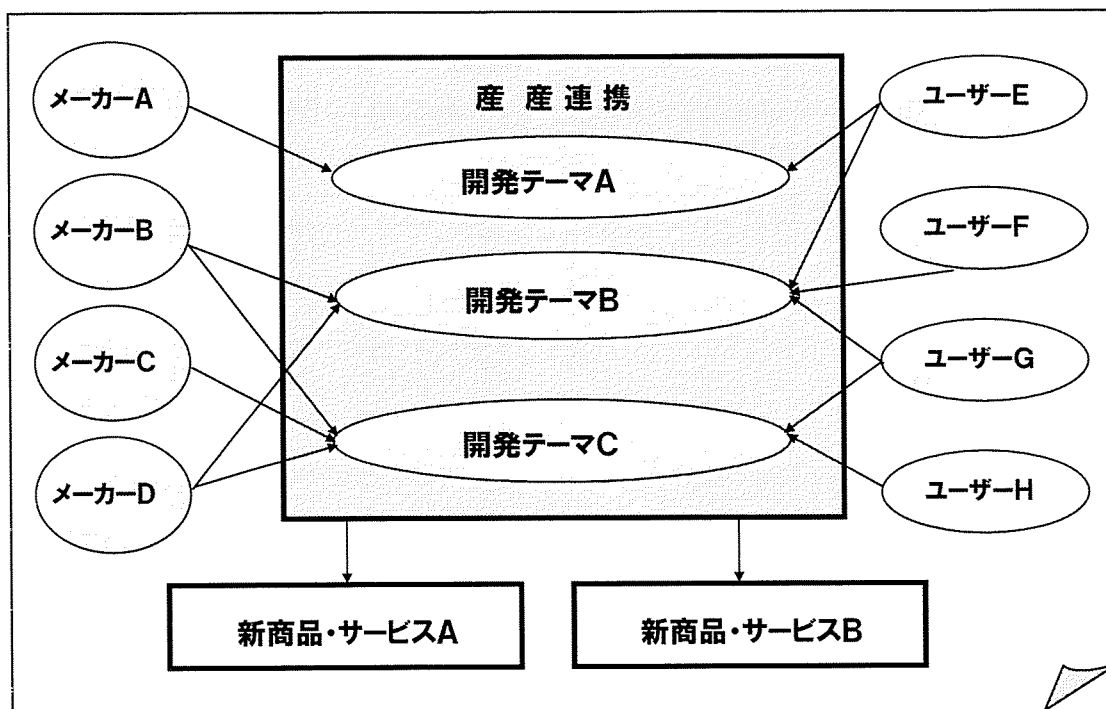 産産連携
メーカーA
メーカーB
メーカーC
メーカーD
開発テーマA
開発テーマB
開発テーマC
ユーザーE
ユーザーF
ユーザーG
ユーザーH
新商品・サービスA
新商品・サービスB